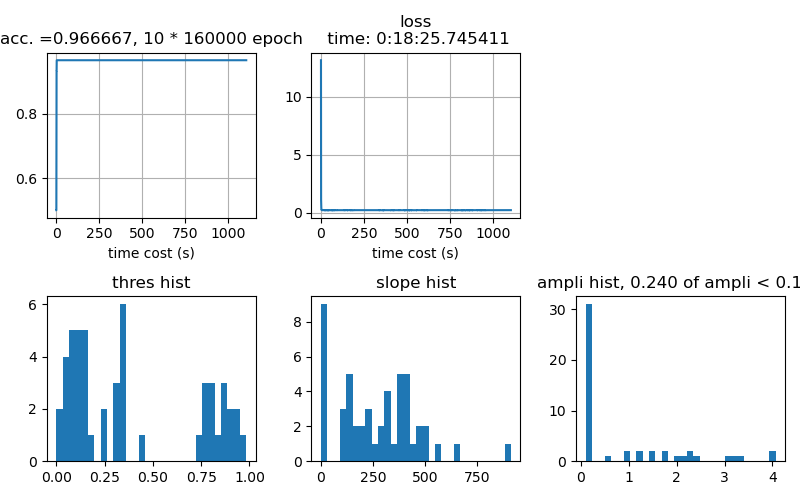 acc. =0.966667, 10 * 160000 epoch
loss
time: 0:18:25.745411
0.8
0.6
0 250 500 750 1000
time cost (s)
10
5
0
0 250 500 750 1000
time cost (s)
thres hist
slope hist
ampli hist, 0.240 of ampli < 0.1
6
4
2
0
0.00 0.25 0.50 0.75 1.00
8
6
4
2
0
0 250 500 750
30
20
10
0
0 1 2 3 4